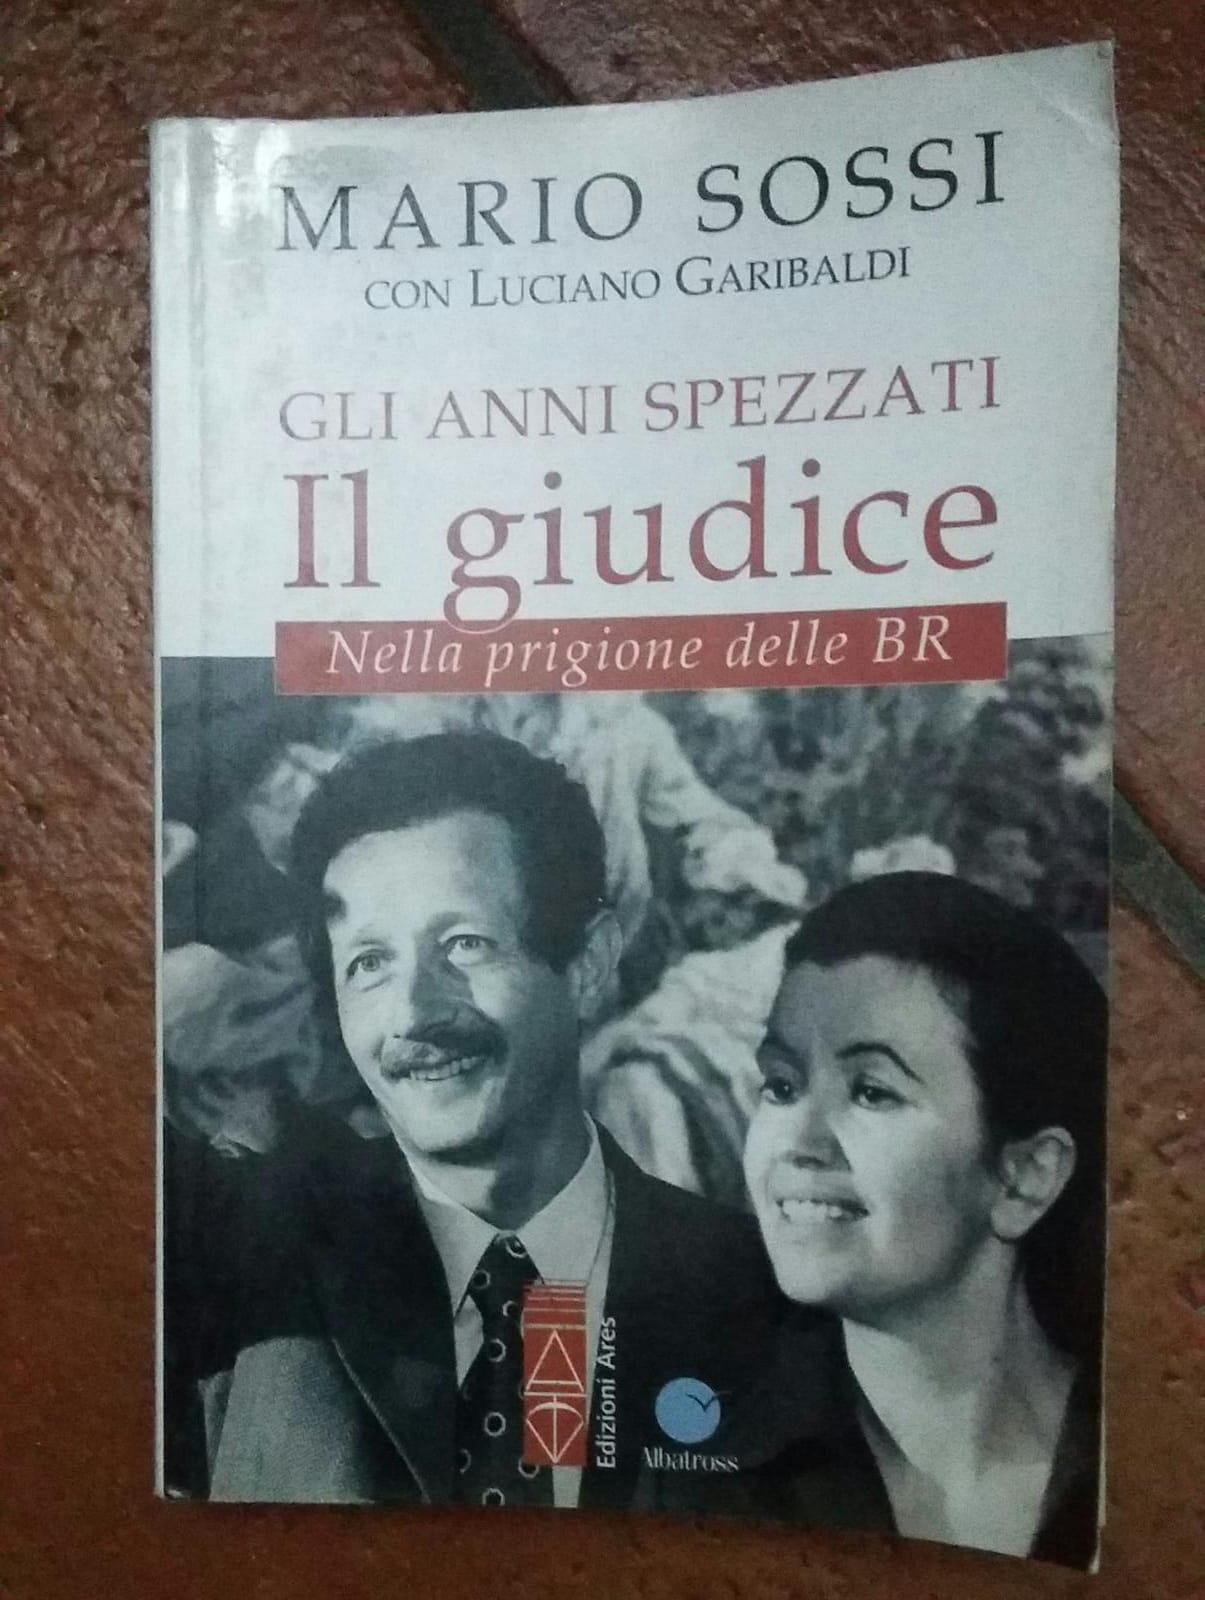 MARIO SOSSI
CON LUCIANO GARIBALDI
GLI ANNI SPEZZATI
Il giudice
Nella prigione delle BR
Edizioni Ares
Albatross